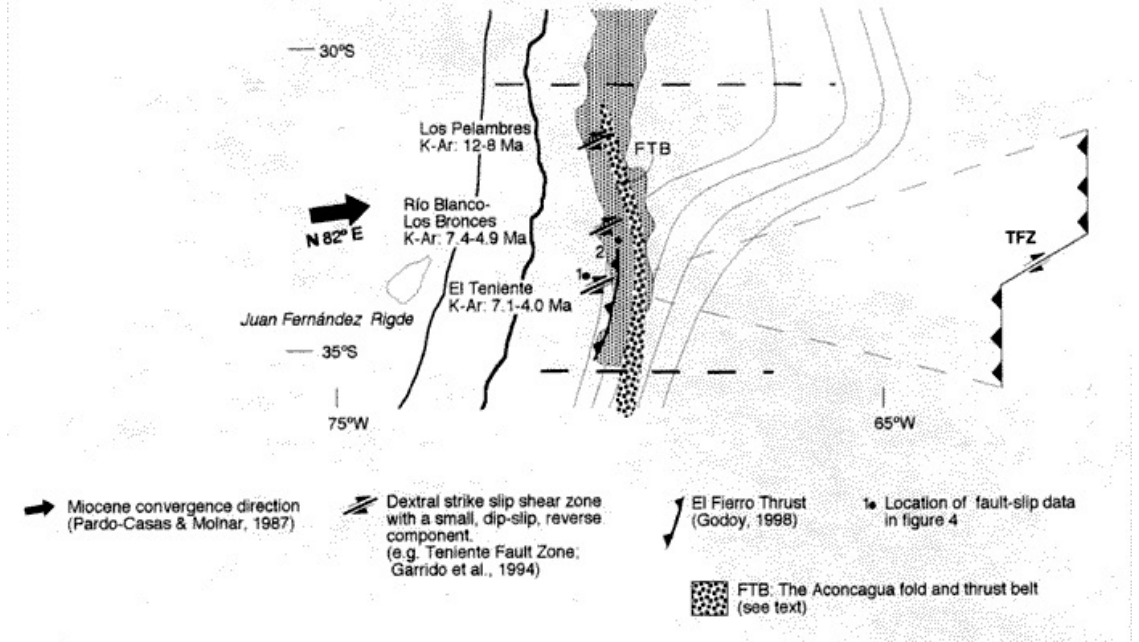 30°S
Los Pelambres
K-Ar: 12-8 Ma
FTB
Río Blanco-
Los Bronces
K-Ar: 7.4-4.9 Ma
N 82° E
2
TFZ
1
El Teniente
K-Ar: 7.1-4.0 Ma
Juan Fernández Rigde
35°S
75°W
65°W
Miocene convergence direction
(Pardo-Casas & Molnar, 1987)
Dextral strike slip shear zone
with a small, dip-slip, reverse
component.
(e.g. Teniente Fault Zone;
Garrido et al., 1994)
El Fierro Thrust
(Godoy, 1998)
1 Location of fault-slip data
in figure 4
FTB: The Aconcagua fold and thrust belt
(see text)